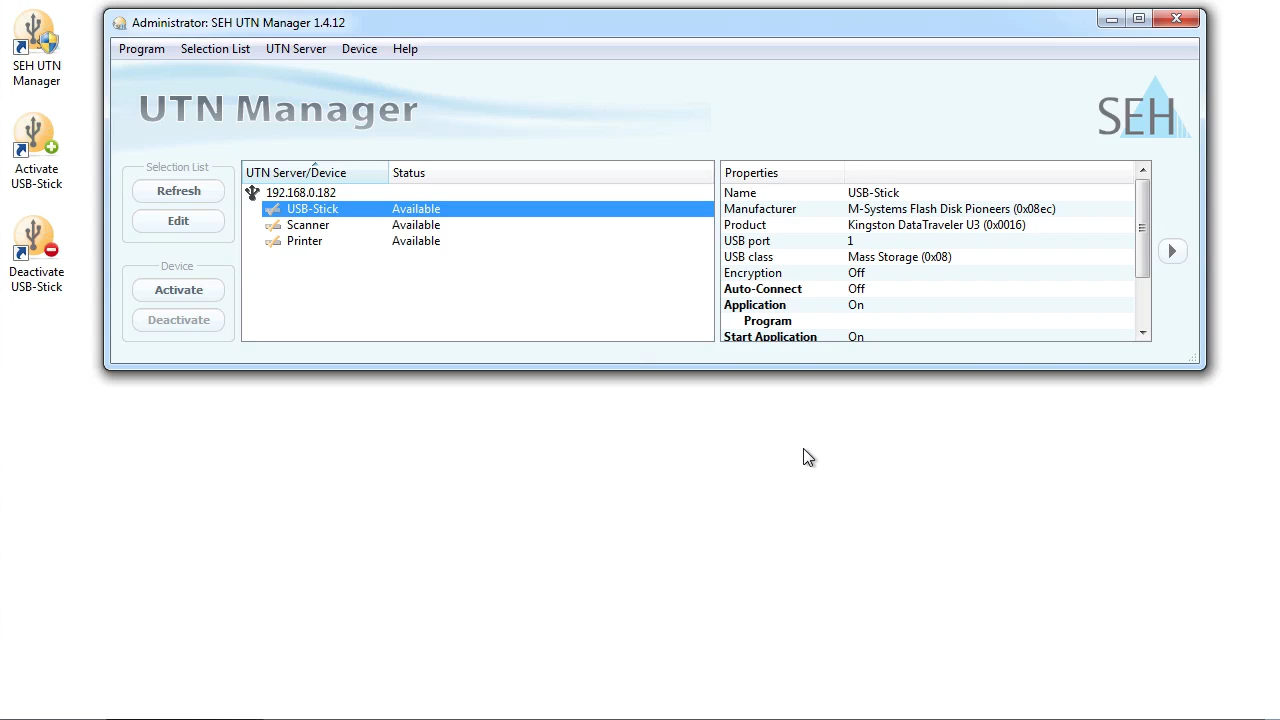 SEH UTN
Manager
Activate
USB-Stick
Deactivate
USB-Stick
Administrator: SEH UTN Manager 1.4.12
Program Selection List UTN Server Device Help
UTN Manager
SEH
Selection List
Refresh
Edit
Device
Activate
Deactivate
UTN Server/Device Status
192.168.0.182
USB-Stick Available
Scanner Available
Printer Available
Properties
Name USB-Stick
Manufacturer M-Systems Flash Disk Pioneers (0x08ec)
Product Kingston DataTraveler U3 (0x0016)
USB port 1
USB class Mass Storage (0x08)
Encryption Off
Auto-Connect Off
Application On
Program
Start Application On